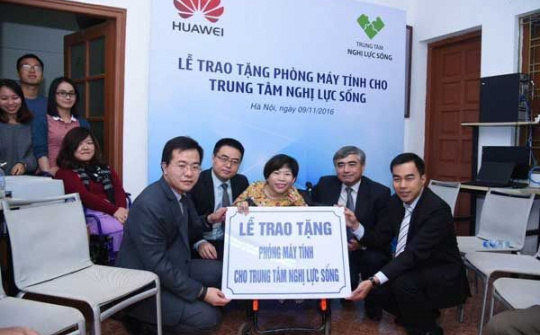 HUAWEI
TRUNG TÂM
NGHỊ LỰC SỐNG
LỄ TRAO TẶNG PHÒNG MÁY TÍNH CHO
TRUNG TÂM NGHỊ LỰC SỐNG
Hà Nội, ngày 09/11/2016
LỄ TRAO TẶNG
PHÒNG MÁY TÍNH
CHO TRUNG TÂM NGHỊ LỰC SỐNG